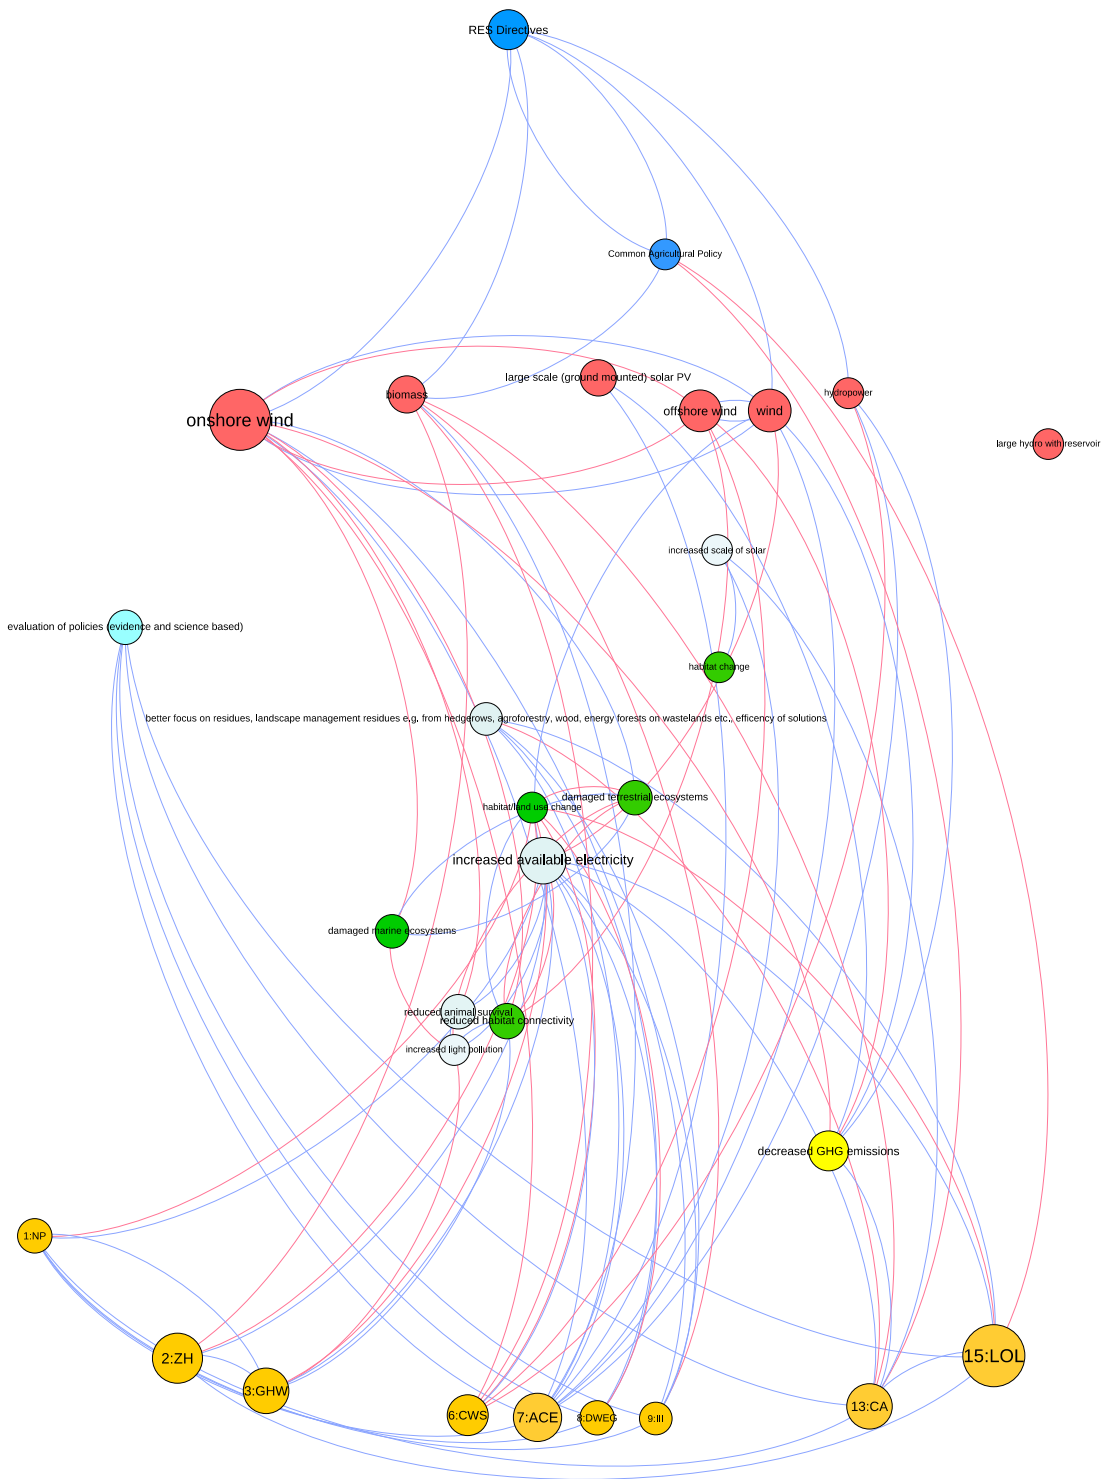 RES Directives
Common Agricultural Policy
large scale (ground mounted) solar PV
biomass
hydropower
onshore wind
offshore wind
wind
large hydro with reservoir
increased scale of solar
evaluation of policies (evidence and science based)
habitat change
better focus on residues, landscape management residues e.g, from hedgerows, agroforestry, wood, energy forests on wastelands etc., efficency of solutions
damaged terrestrial ecosystems
habitat/land use change
increased available electricity
damaged marine ecosystems
reduced animal survival
reduced habitat connectivity
increased light pollution
decreased GHG emissions
1:NP
2:ZH
15:LOL
3:GHW
13:CA
6:CWS
7:ACE
8:DWEG
9:III